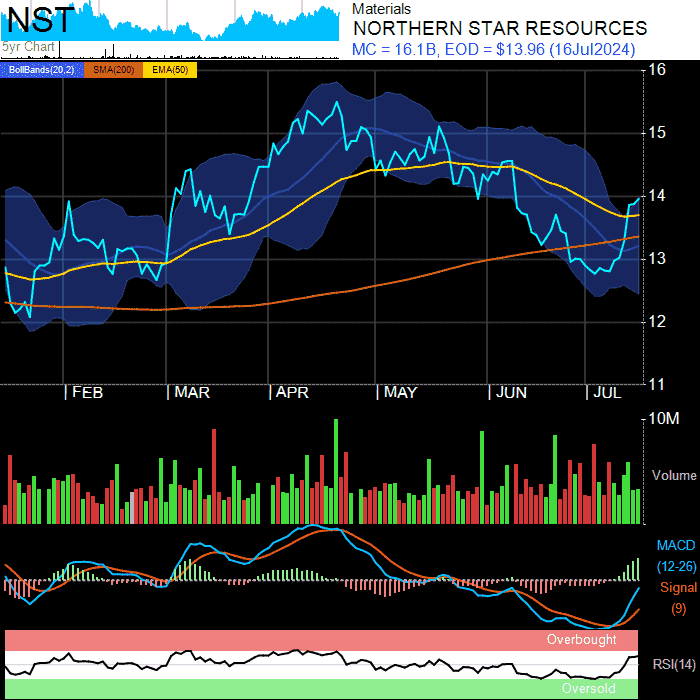 NST
5yr Chart
Materials
NORTHERN STAR RESOURCES
MC = 16.1B, EOD = $13.96 (16Jul2024)
BollBands(20,2) SMA(200) EMA(50)
16
15
14
13
12
11
FEB MAR APR MAY JUN JUL
10M
Volume
MACD
(12-26)
Signal
(9)
Overbought
RSI(14)
Oversold